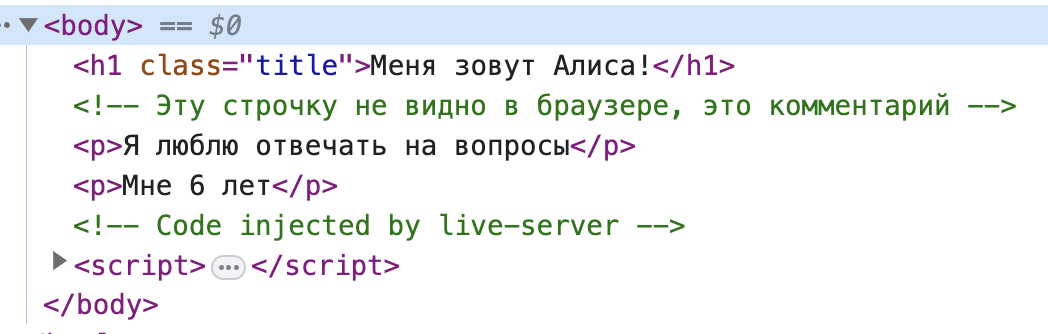 <body> == $0
<h1 class="title">Меня зовут Алиса!</h1>
<!-- Эту строчку не видно в браузере, это комментарий -->
<p>Я люблю отвечать на вопросы</p>
<p>Мне 6 лет</p>
<!-- Code injected by live-server -->
<script>…</script>
</body>